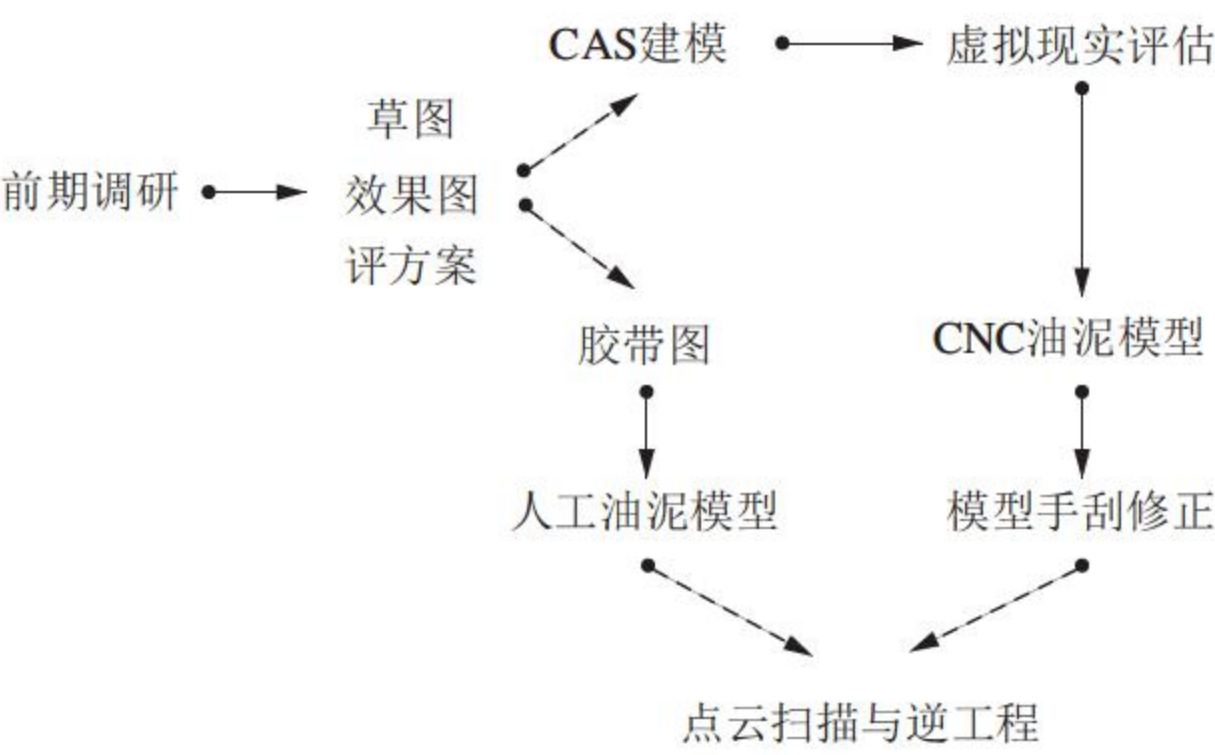 CAS建模
虚拟现实评估
草图
前期调研
效果图
评方案
胶带图
CNC油泥模型
人工油泥模型
模型手刮修正
点云扫描与逆工程